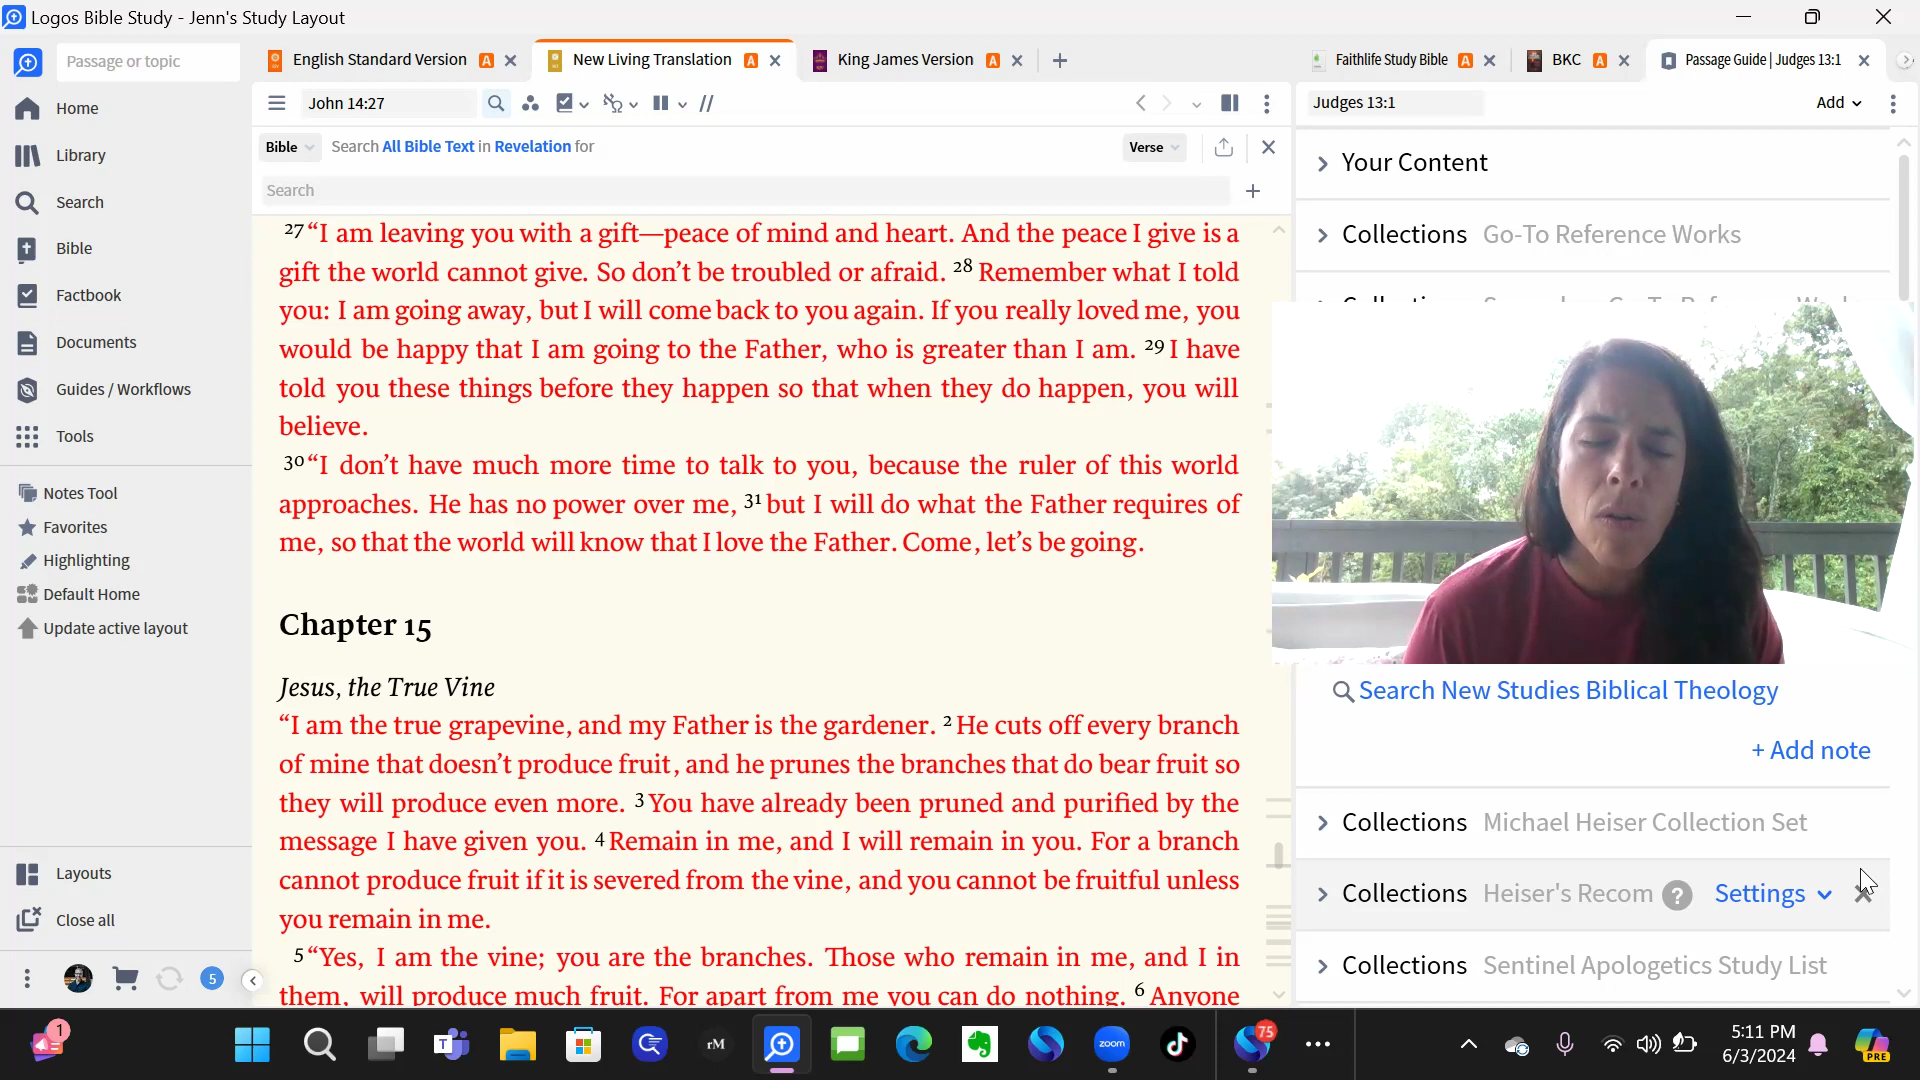 Logos Bible Study - Jenn's Study Layout
Passage or topic
English Standard Version A
New Living Translation A
King James Version A
Faithlife Study Bible A
BKC A
Passage Guide | Judges 13:1
Home
Library
Search
Bible
Factbook
Documents
Guides / Workflows
Tools
Notes Tool
Favorites
Highlighting
Default Home
Update active layout
Layouts
Close all
5
John 14:27
Bible Search All Bible Text in Revelation for
Verse
Search
27 “I am leaving you with a gift—peace of mind and heart. And the peace I give is a
gift the world cannot give. So don’t be troubled or afraid. 28 Remember what I told
you: I am going away, but I will come back to you again. If you really loved me, you
would be happy that I am going to the Father, who is greater than I am. 29 I have
told you these things before they happen so that when they do happen, you will
believe.
30 “I don’t have much more time to talk to you, because the ruler of this world
approaches. He has no power over me, 31 but I will do what the Father requires of
me, so that the world will know that I love the Father. Come, let’s be going.
Chapter 15
Jesus, the True Vine
“I am the true grapevine, and my Father is the gardener. 2 He cuts off every branch
of mine that doesn’t produce fruit, and he prunes the branches that do bear fruit so
they will produce even more. 3 You have already been pruned and purified by the
message I have given you. 4 Remain in me, and I will remain in you. For a branch
cannot produce fruit if it is severed from the vine, and you cannot be fruitful unless
you remain in me.
5 “Yes, I am the vine; you are the branches. Those who remain in me, and I in
them, will produce much fruit. For apart from me you can do nothing. 6 Anyone
Judges 13:1
Add
Your Content
Collections Go-To Reference Works
Search New Studies Biblical Theology
+ Add note
Collections Michael Heiser Collection Set
Collections Heiser's Recom ? Settings
Collections Sentinel Apologetics Study List
1
T
rM
zoom
75
5:11 PM
6/3/2024
PRE